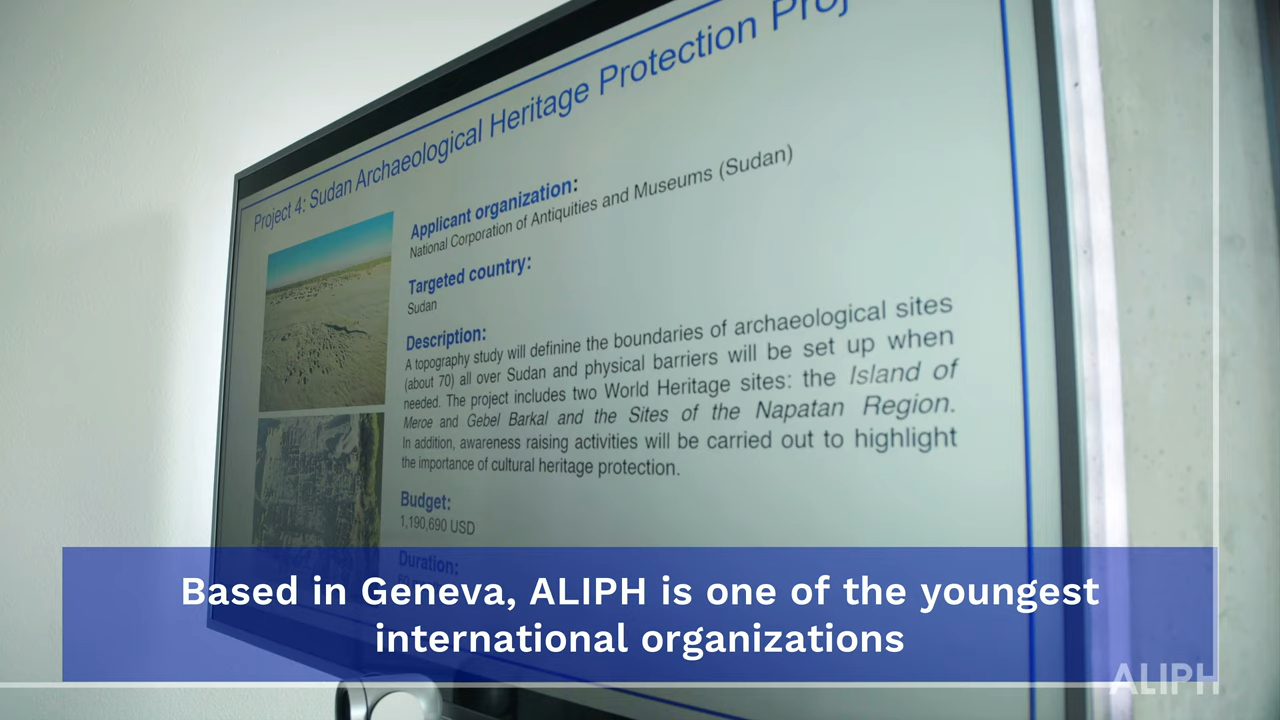 Project 4: Sudan Archaeological Heritage Protection
Applicant organization:
National Corporation of Antiquities and Museums (Sudan)
Targeted country:
Sudan
Description:
A topography study will definine the boundaries of archaeological sites
(about 70) all over Sudan and physical barriers will be set up when
needed. The project includes two World Heritage sites: the Island of
Meroe and Gebel Barkal and the Sites of the Napatan Region.
In addition, awareness raising activities will be carried out to highlight
the importance of cultural heritage protection.
Budget:
1,190,690 USD
Duration:
Based in Geneva, ALIPH is one of the youngest
international organizations
ALIPH